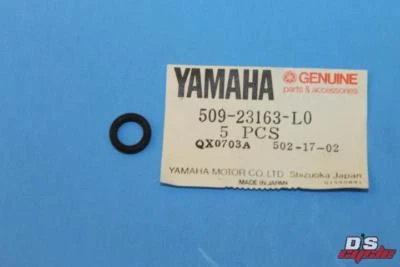 YAMAHA
GENUINE
parts & accessories
509-23163-L0
5 PCS
QX0703A 502-17-02
YAMAHA MOTOR CO LTD Shizuoka Japan
MADE IN JAPAN
D's
cycle